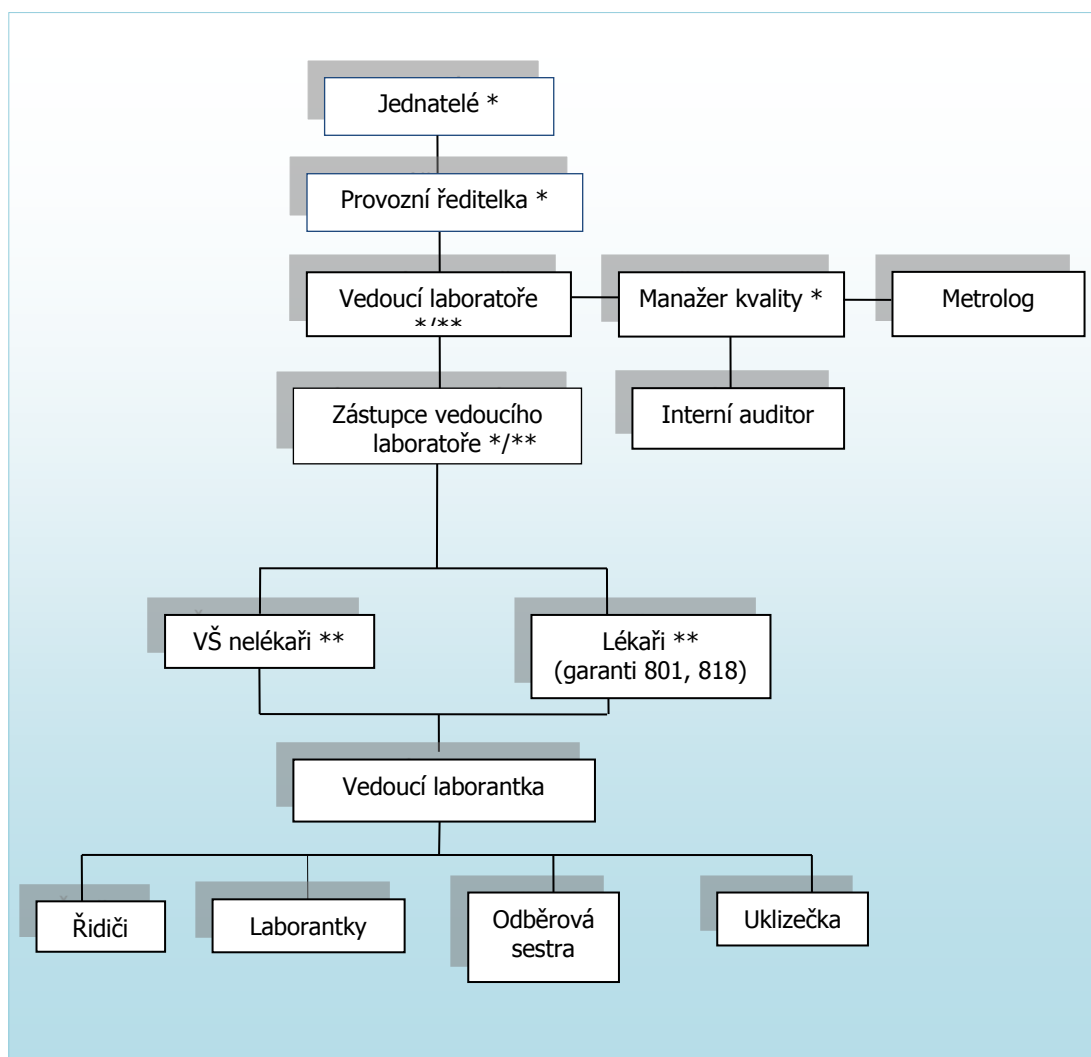 Jednatelé *
Provozní ředitelka *
Vedoucí laboratoře
*/**
Manažer kvality *
Metrolog
Zástupce vedoucího
laboratoře */**
Interní auditor
VŠ nelékaři **
Lékaři **
(garanti 801, 818)
Vedoucí laborantka
Řidiči
Laborantky
Odběrová
sestra
Uklizečka